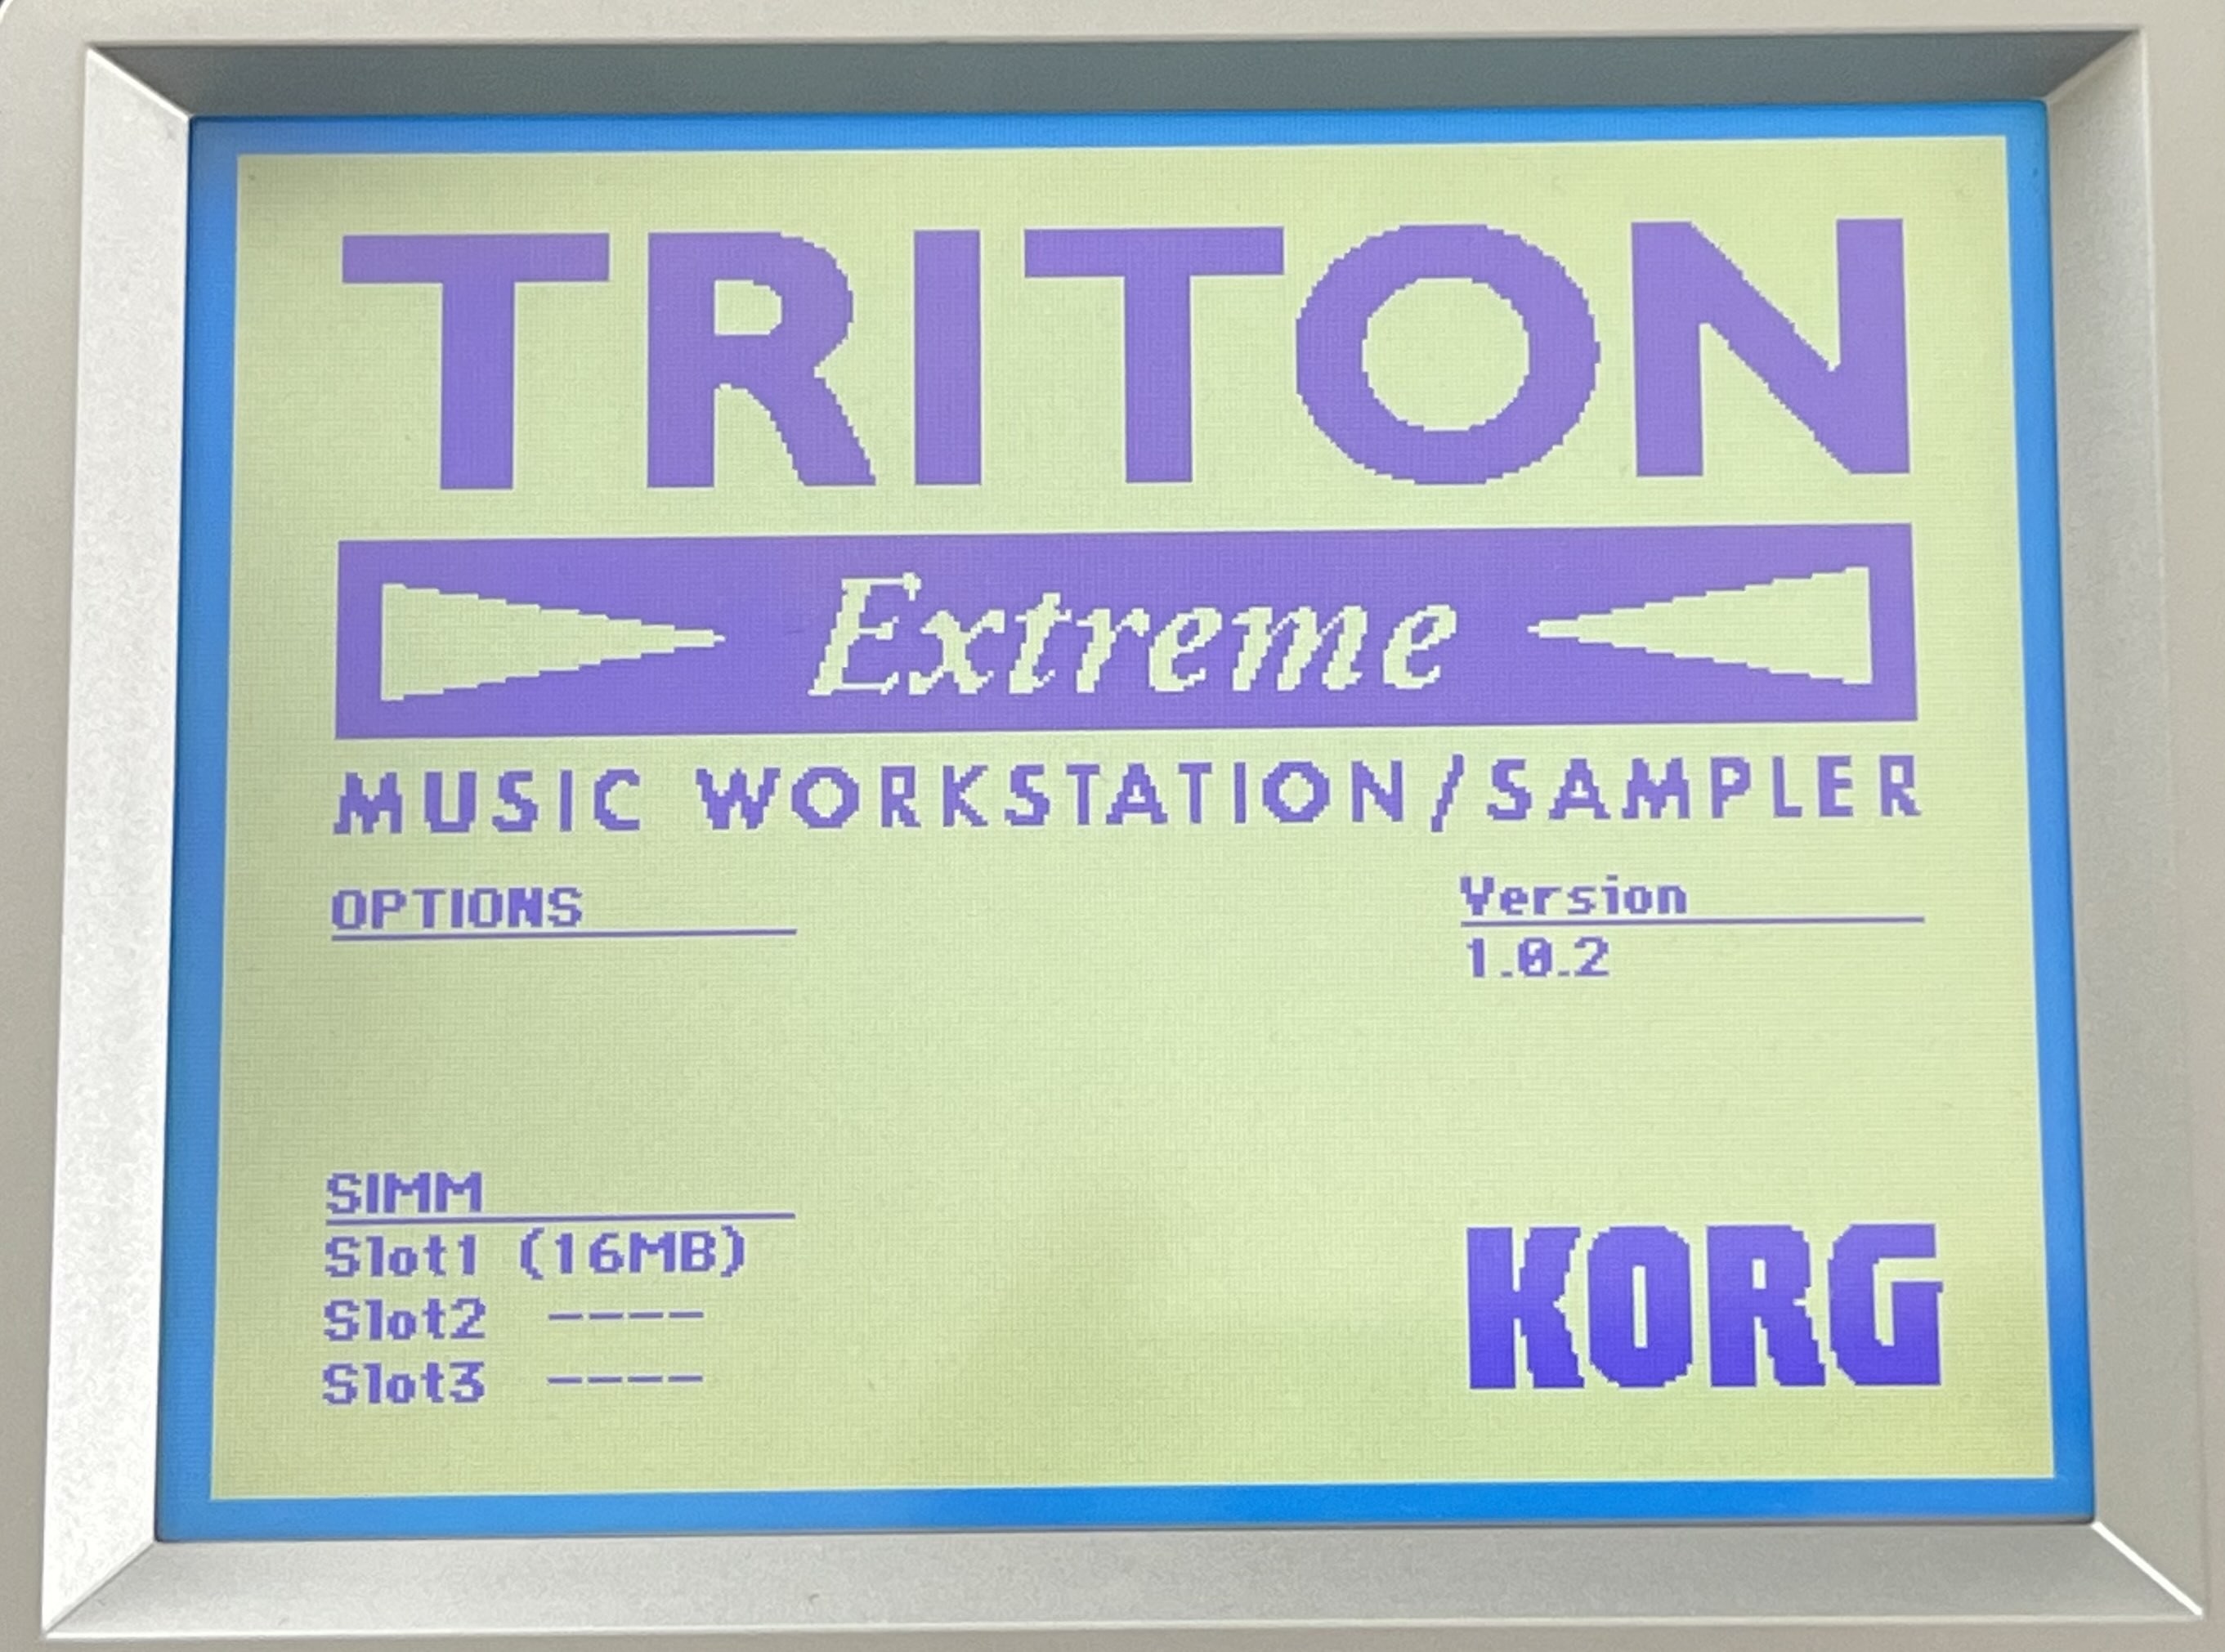 TRITON
Extreme
MUSIC WORKSTATION/SAMPLER
OPTIONS
Version
1.0.2
SIMM
Slot1 (16MB)
Slot2 ----
Slot3 ----
KORG